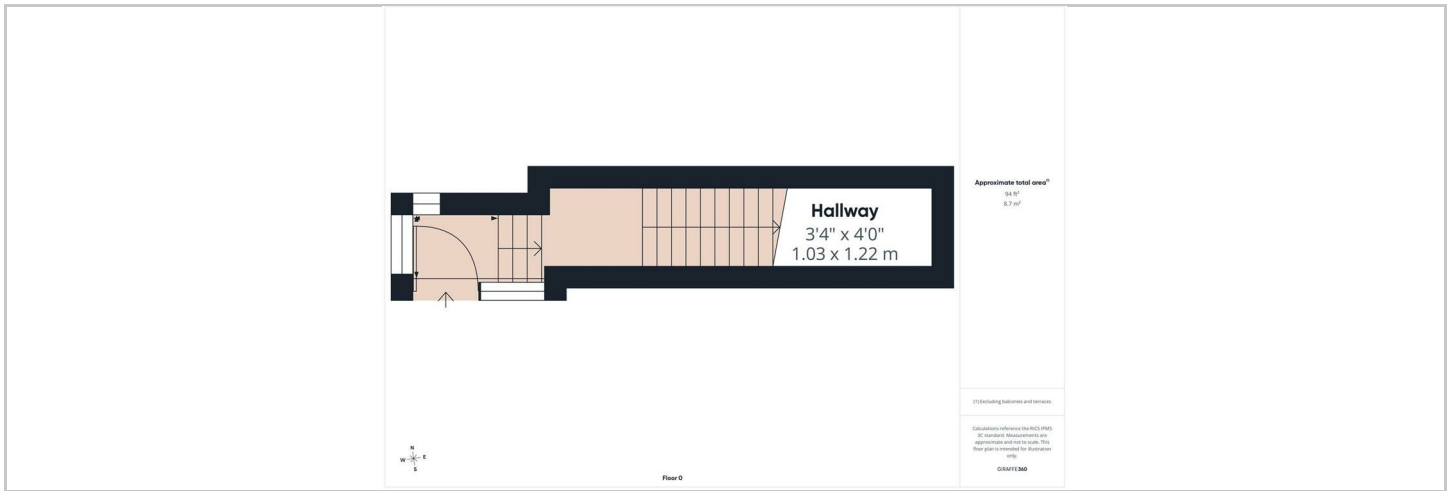 Hallway
3'4" x 4'0"
1.03 x 1.22 m
Approximate total area⁽¹⁾
94 ft²
8.7 m²
(1) Excluding balconies and terraces
Calculations reference the RICS IPMS
3C standard. Measurements are
approximate and not to scale. This
floor plan is intended for illustration
only.
GIRAFFE360
N
W E
S
Floor 0